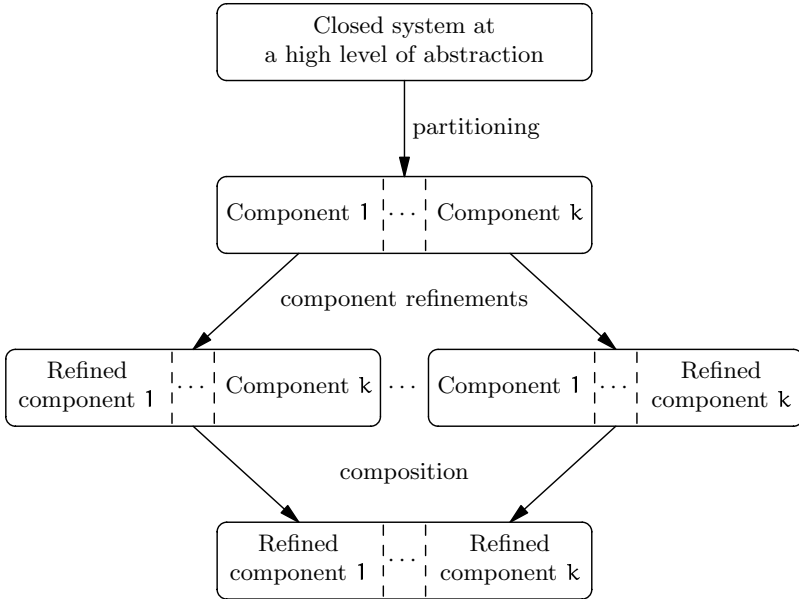 Closed system at
a high level of abstraction
partitioning
Component 1 ... Component k
component refinements
Refined
component 1 ... Component k
...
Component 1 ... Refined
component k
composition
Refined
component 1
...
Refined
component k